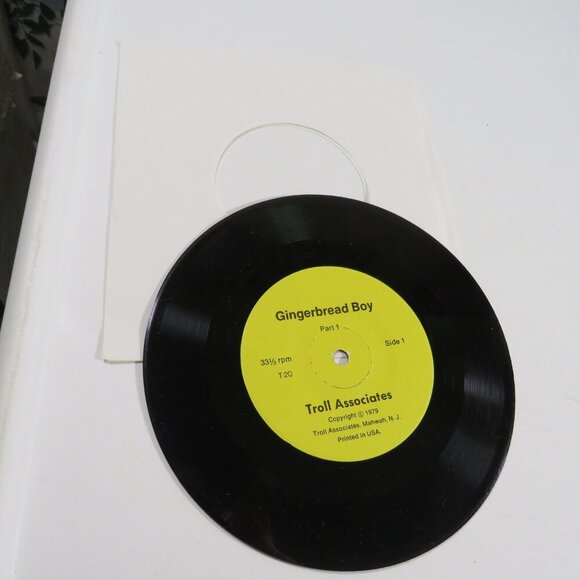 Gingerbread Boy
Part 1
33⅓ rpm
Side 1
T20
Troll Associates
Copyright © 1979
Troll Associates, Mahwah, N. J.
Printed in USA.